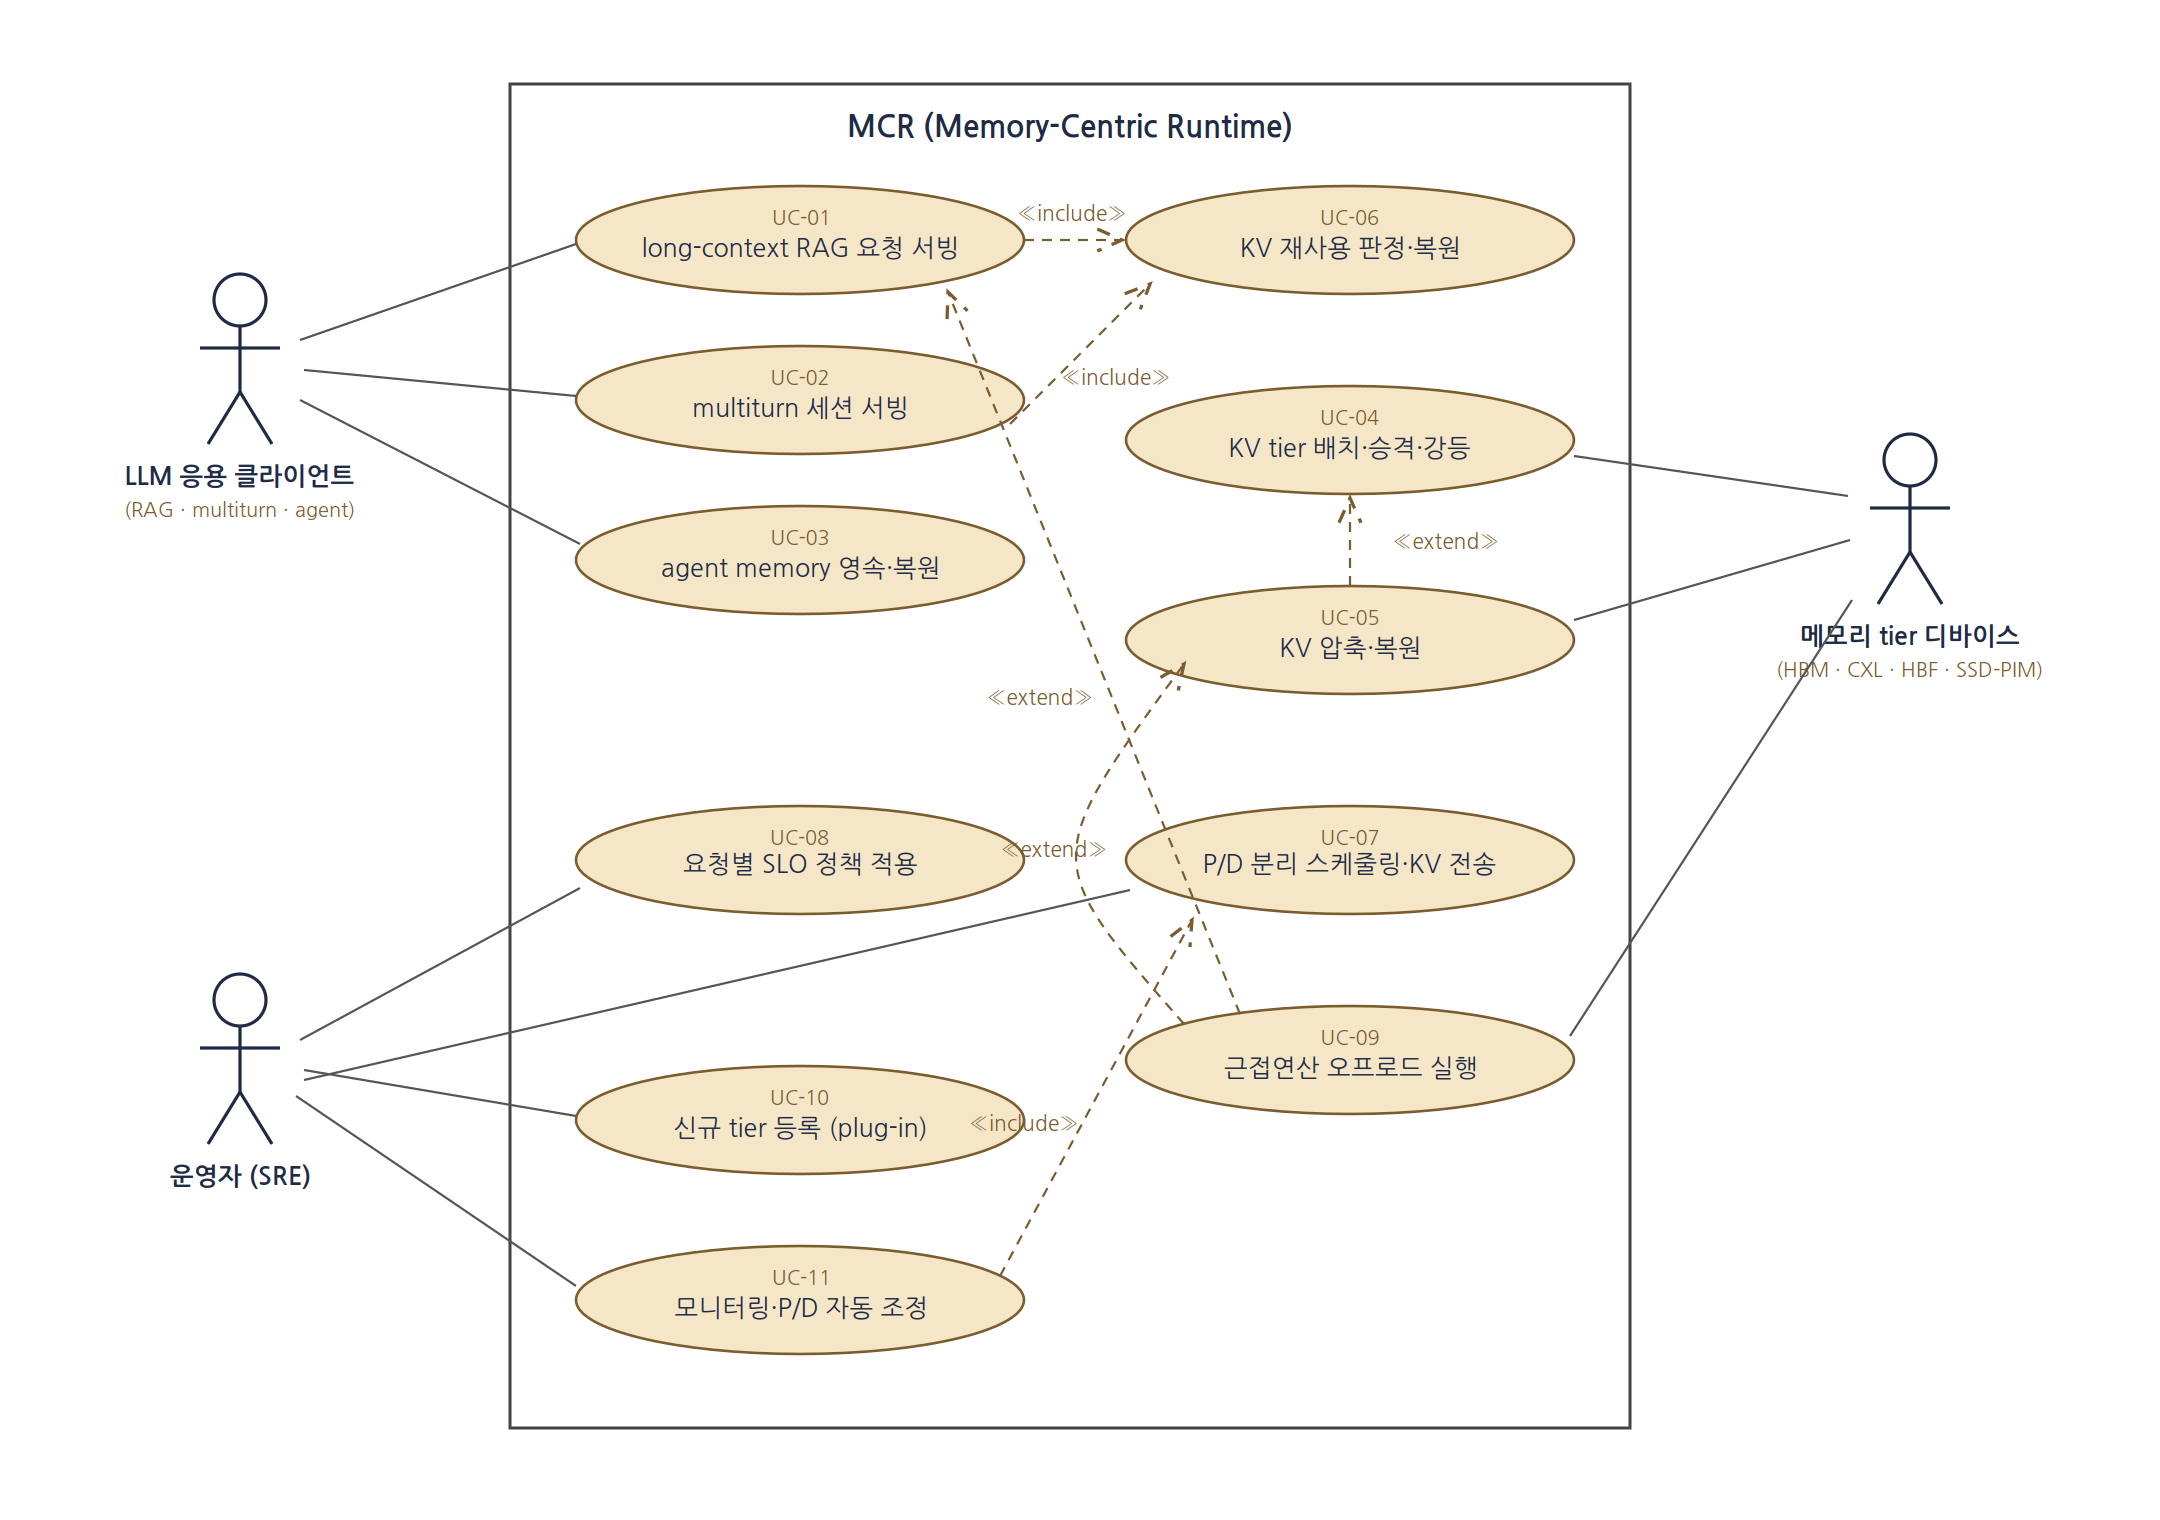 MCR (Memory-Centric Runtime)
UC-01
long-context RAG 요청 서빙
≪include≫
UC-06
KV 재사용 판정·복원
UC-02
multiturn 세션 서빙
≪include≫
UC-04
KV tier 배치·승격·강등
LLM 응용 클라이언트
(RAG · multiturn · agent)
UC-03
agent memory 영속·복원
≪extend≫
UC-05
KV 압축·복원
메모리 tier 디바이스
(HBM · CXL · HBF · SSD-PIM)
≪extend≫
UC-08
요청별 SLO 정책 적용
≪extend≫
UC-07
P/D 분리 스케줄링·KV 전송
UC-09
근접연산 오프로드 실행
UC-10
신규 tier 등록 (plug-in)
≪include≫
운영자 (SRE)
UC-11
모니터링·P/D 자동 조정